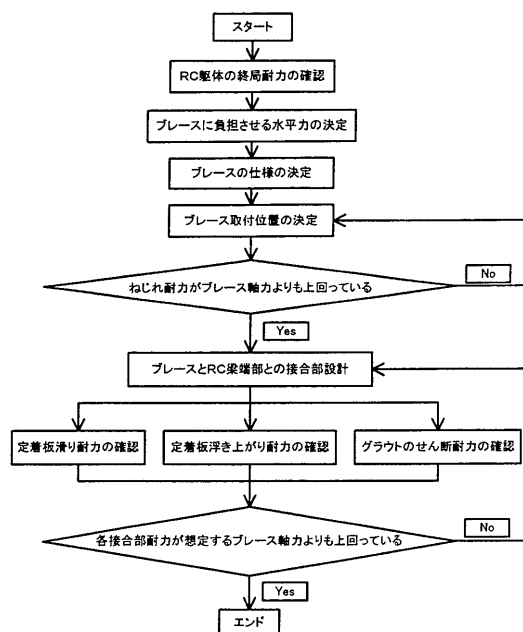 スタート
RC躯体の終局耐力の確認
ブレースに負担させる水平力の決定
ブレースの仕様の決定
ブレース取付位置の決定
ねじれ耐力がブレース軸力よりも上回っている
No
Yes
ブレースとRC梁端部との接合部設計
定着板滑り耐力の確認
定着板浮き上がり耐力の確認
グラウトのせん断耐力の確認
各接合部耐力が想定するブレース軸力よりも上回っている
No
Yes
エンド